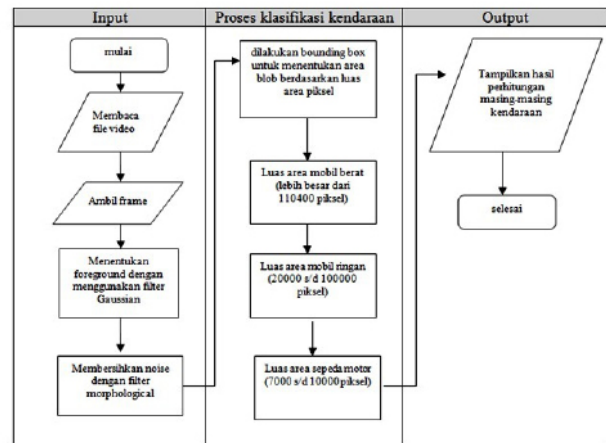 Input
mulai
Membaca
file video
Ambil frame
Menentukan
foreground dengan
menggunakan filter
Gaussian
Membersihkan noise
dengan filter
morphological
Proses klasifikasi kendaraan
dilakukan bounding box
untuk menentukan area
blob berdasarkan luas
area piksel
Luas area mobil berat
(lebih besar dari
110400 piksel)
Luas area mobil ringan
(20000 s/d 100000
piksel)
Luas area sepeda motor
(7000 s/d 10000 piksel)
Output
Tampilkan hasil
perhitungan
masing-masing
kendaraan
selesai